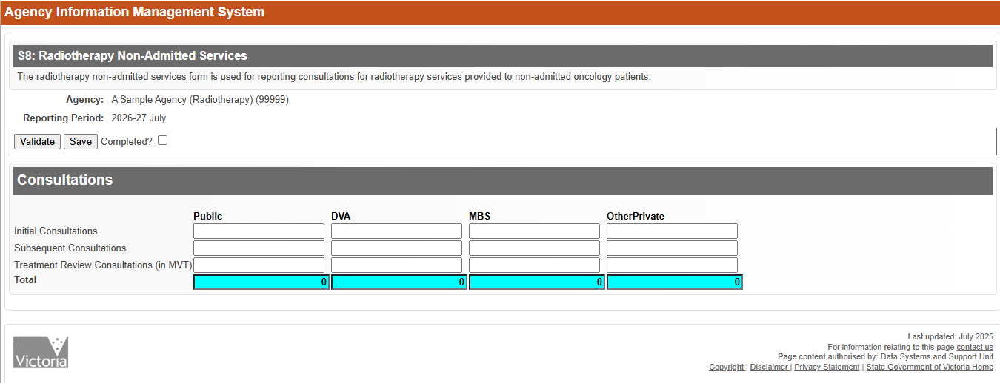 Agency Information Management System
S8: Radiotherapy Non-Admitted Services
The radiotherapy non-admitted services form is used for reporting consultations for radiotherapy services provided to non-admitted oncology patients.
Agency: A Sample Agency (Radiotherapy) (99999)
Reporting Period: 2026-27 July
Validate Save Completed?
Consultations
Public DVA MBS OtherPrivate
Initial Consultations
Subsequent Consultations
Treatment Review Consultations (in MVT)
Total 0 0 0 0
Victoria
Last updated: July 2025
For information relating to this page contact us
Page content authorised by: Data Systems and Support Unit
Copyright | Disclaimer | Privacy Statement | State Government of Victoria Home